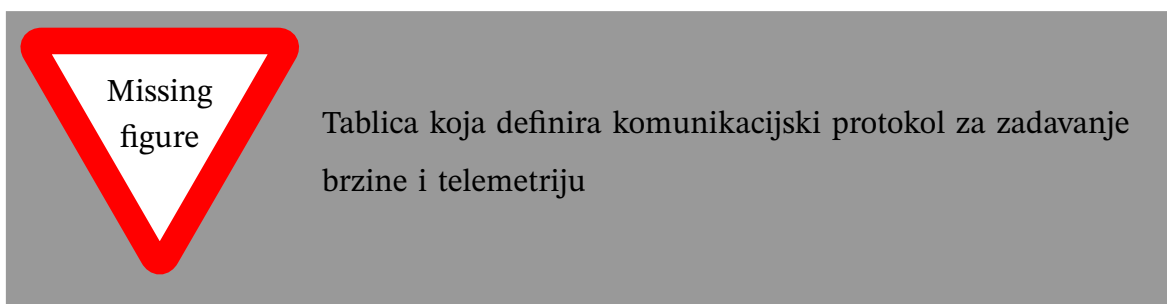 Missing
figure
Tablica koja definira komunikacijski protokol za zadavanje
brzine i telemetriju